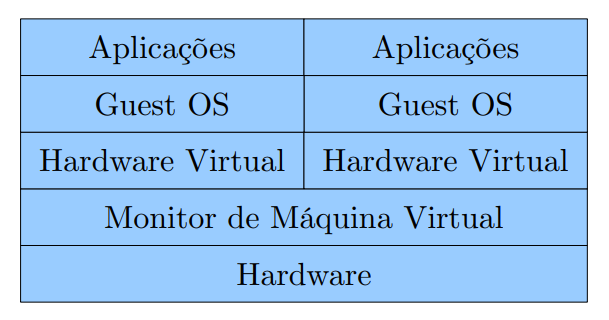 Aplicações Aplicações
Guest OS Guest OS
Hardware Virtual Hardware Virtual
Monitor de Máquina Virtual
Hardware